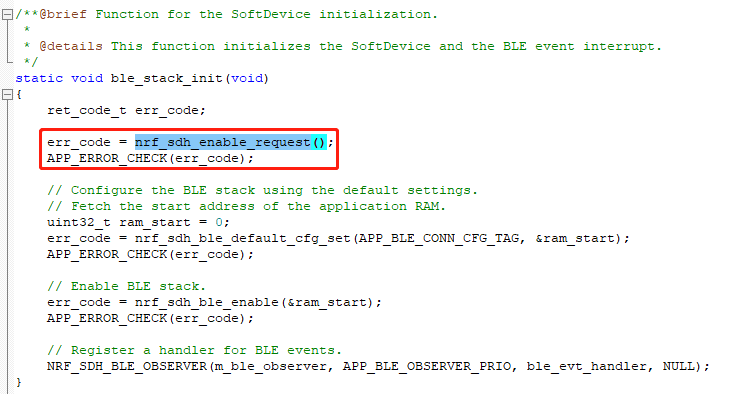 /**@brief Function for the SoftDevice initialization.
 *
 * @details This function initializes the SoftDevice and the BLE event interrupt.
 */
static void ble_stack_init(void)
{
    ret_code_t err_code;

    err_code = nrf_sdh_enable_request();
    APP_ERROR_CHECK(err_code);

    // Configure the BLE stack using the default settings.
    // Fetch the start address of the application RAM.
    uint32_t ram_start = 0;
    err_code = nrf_sdh_ble_default_cfg_set(APP_BLE_CONN_CFG_TAG, &ram_start);
    APP_ERROR_CHECK(err_code);

    // Enable BLE stack.
    err_code = nrf_sdh_ble_enable(&ram_start);
    APP_ERROR_CHECK(err_code);

    // Register a handler for BLE events.
    NRF_SDH_BLE_OBSERVER(m_ble_observer, APP_BLE_OBSERVER_PRIO, ble_evt_handler, NULL);
}